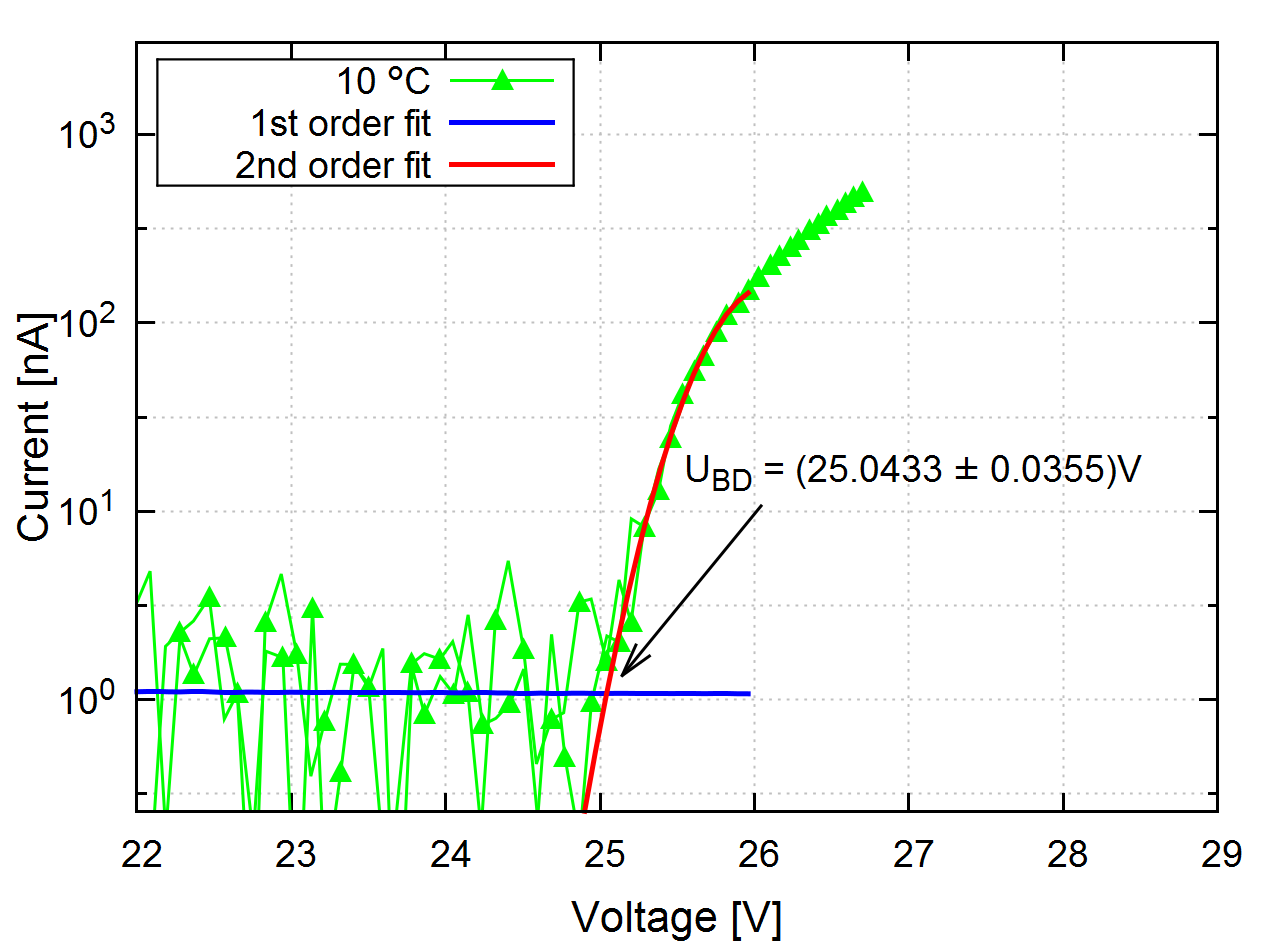 10 °C
1st order fit
2nd order fit
10³
10²
10¹
10⁰
Current [nA]
U_BD = (25.0433 ± 0.0355)V
22 23 24 25 26 27 28 29
Voltage [V]